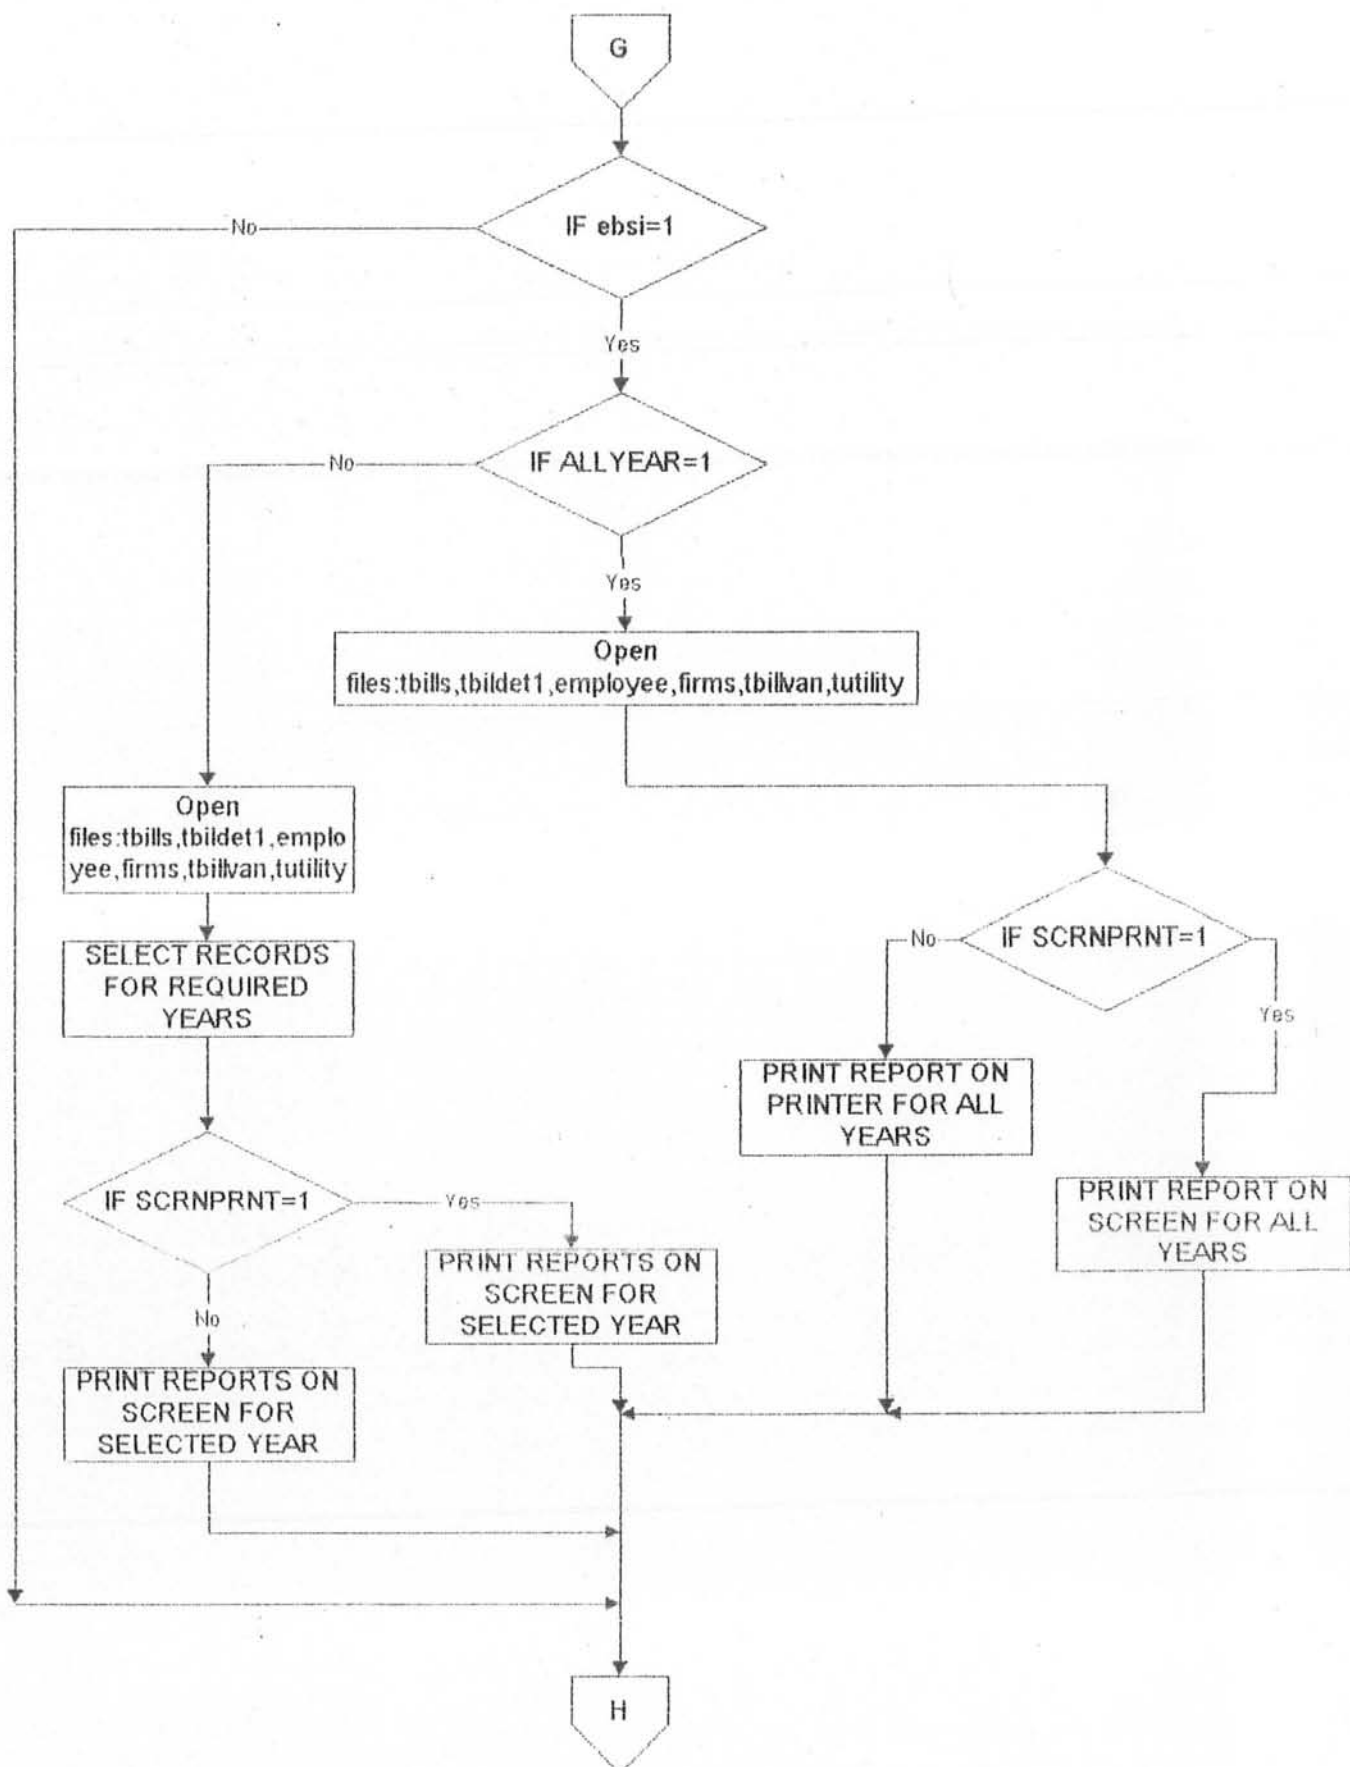 G
IF ebsi=1
No
Yes
IF ALLYEAR=1
No
Yes
Open
files:tbills,tbildet1,employee,firms,tbillvan,tutility
Open
files:tbills,tbildet1,emplo
yee,firms,tbillvan,tutility
SELECT RECORDS
FOR REQUIRED
YEARS
IF SCRNPRNT=1
No
Yes
PRINT REPORT ON
PRINTER FOR ALL
YEARS
PRINT REPORT ON
SCREEN FOR ALL
YEARS
IF SCRNPRNT=1
Yes
No
PRINT REPORTS ON
SCREEN FOR
SELECTED YEAR
PRINT REPORTS ON
SCREEN FOR
SELECTED YEAR
H